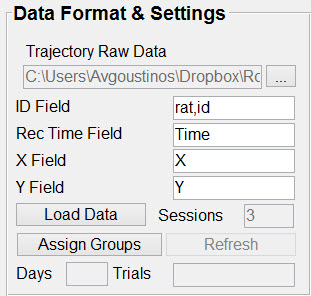 Data Format & Settings
Trajectory Raw Data
C:\Users\Avgoustinos\Dropbox\Ro ...
ID Field rat,id
Rec Time Field Time
X Field X
Y Field Y
Load Data Sessions 3
Assign Groups Refresh
Days Trials